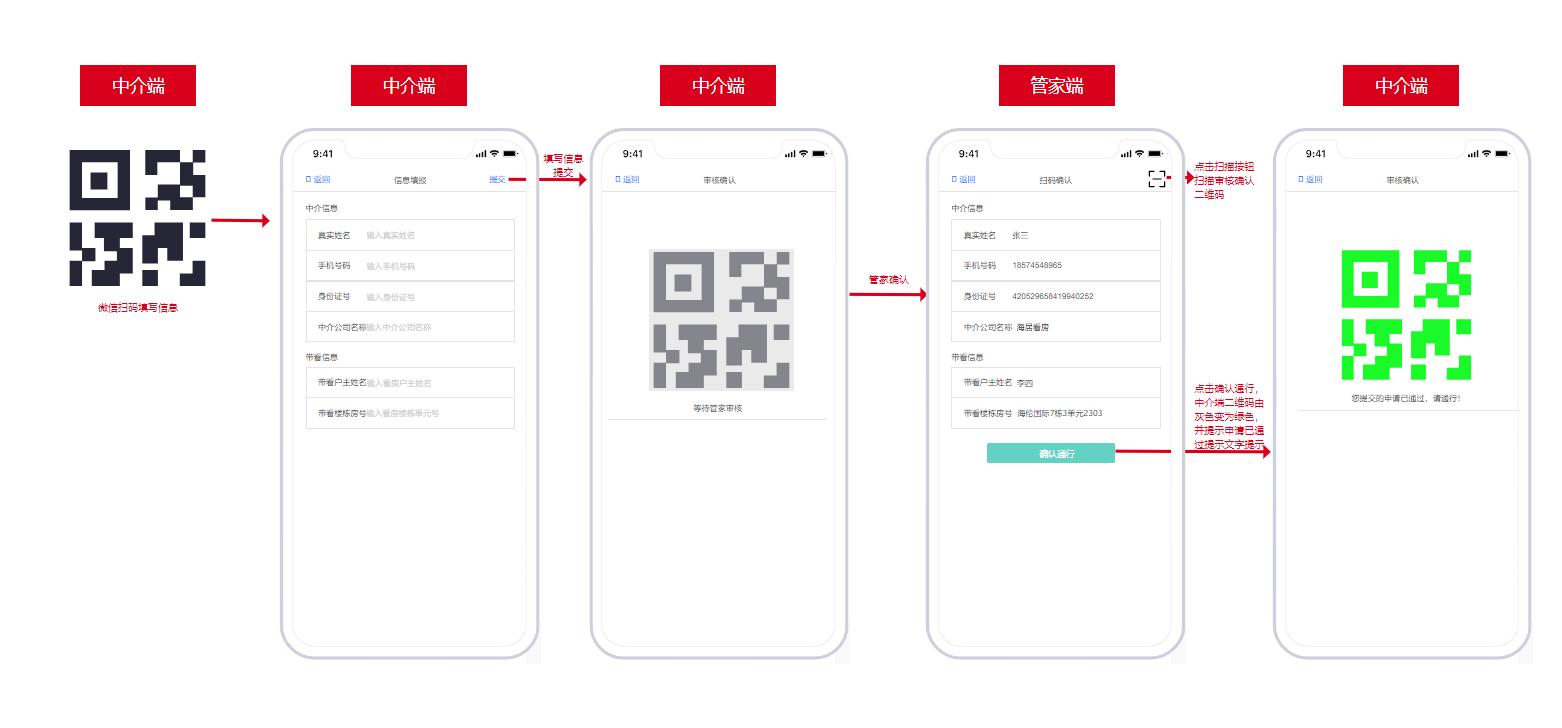 中介端
微信扫码填写信息
中介端
9:41
返回
信息填报
提交
中介信息
真实姓名 输入真实姓名
手机号码 输入手机号码
身份证号 输入身份证号
中介公司名称 输入中介公司名称
带看信息
带看户主姓名 输入看房户主姓名
带看楼栋房号 输入看房楼栋单元号
填写信息
提交
中介端
9:41
返回
审核确认
等待管家审核
管家确认
管家端
9:41
返回
扫码确认
中介信息
真实姓名 张三
手机号码 18574548965
身份证号 420529658419940252
中介公司名称 海居看房
带看信息
带看户主姓名 李四
带看楼栋房号 海伦国际7栋3单元2303
确认通行
点击扫描按钮
扫描审核确认
二维码
点击确认通行,
中介端二维码由
灰色变为绿色,
并提示申请已通
过提示文字提示
中介端
9:41
返回
审核确认
您提交的申请已通过，请通行!